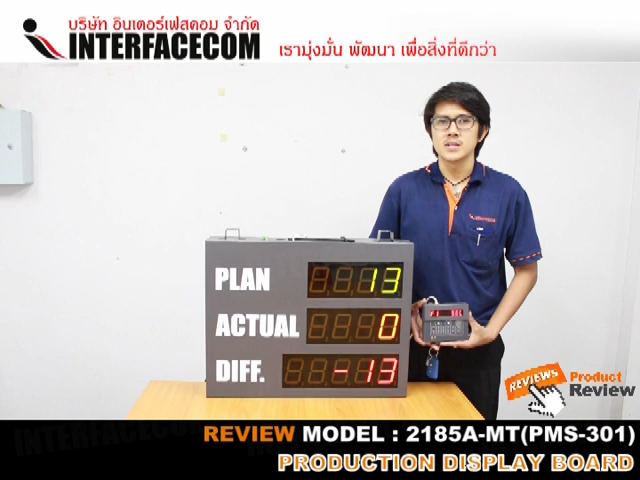 บริษัท อินเตอร์เฟสคอม จำกัด
INTERFACECOM
เรามุ่งมั่น พัฒนา เพื่อสิ่งที่ดีกว่า
PLAN 13
ACTUAL 0
DIFF. -13
REVIEWS Product Review
REVIEW MODEL : 2185A-MT(PMS-301)
PRODUCTION DISPLAY BOARD